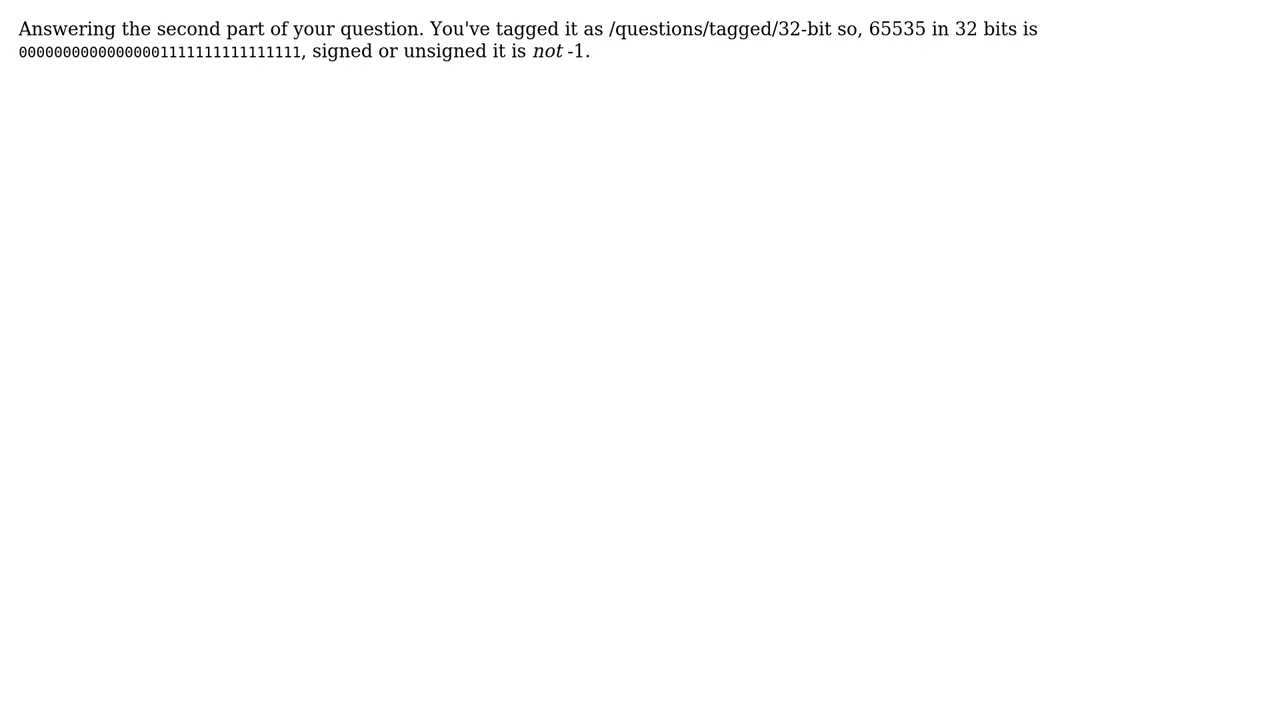 Answering the second part of your question. You've tagged it as /questions/tagged/32-bit so, 65535 in 32 bits is
00000000000000001111111111111111, signed or unsigned it is not -1.